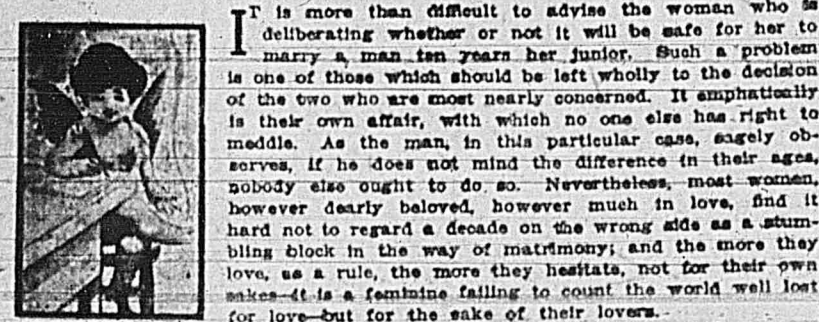 IT is more than difficult to advise the woman who is
deliberating whether or not it will be safe for her to
marry a man ten years her junior. Such a problem
is one of those which should be left wholly to the decision
of the two who are most nearly concerned. It emphatically
is their own affair, with which no one else has right to
meddle. As the man, in this particular case, sagely ob-
serves, if he does not mind the difference in their ages,
nobody else ought to do so. Nevertheless, most women,
however dearly beloved, however much in love, find it
hard not to regard a decade on the wrong side as a stum-
bling block in the way of matrimony; and the more they
love, as a rule, the more they hesitate, not for their own
sakes—it is a feminine failing to count the world well lost
for love—but for the sake of their lovers.